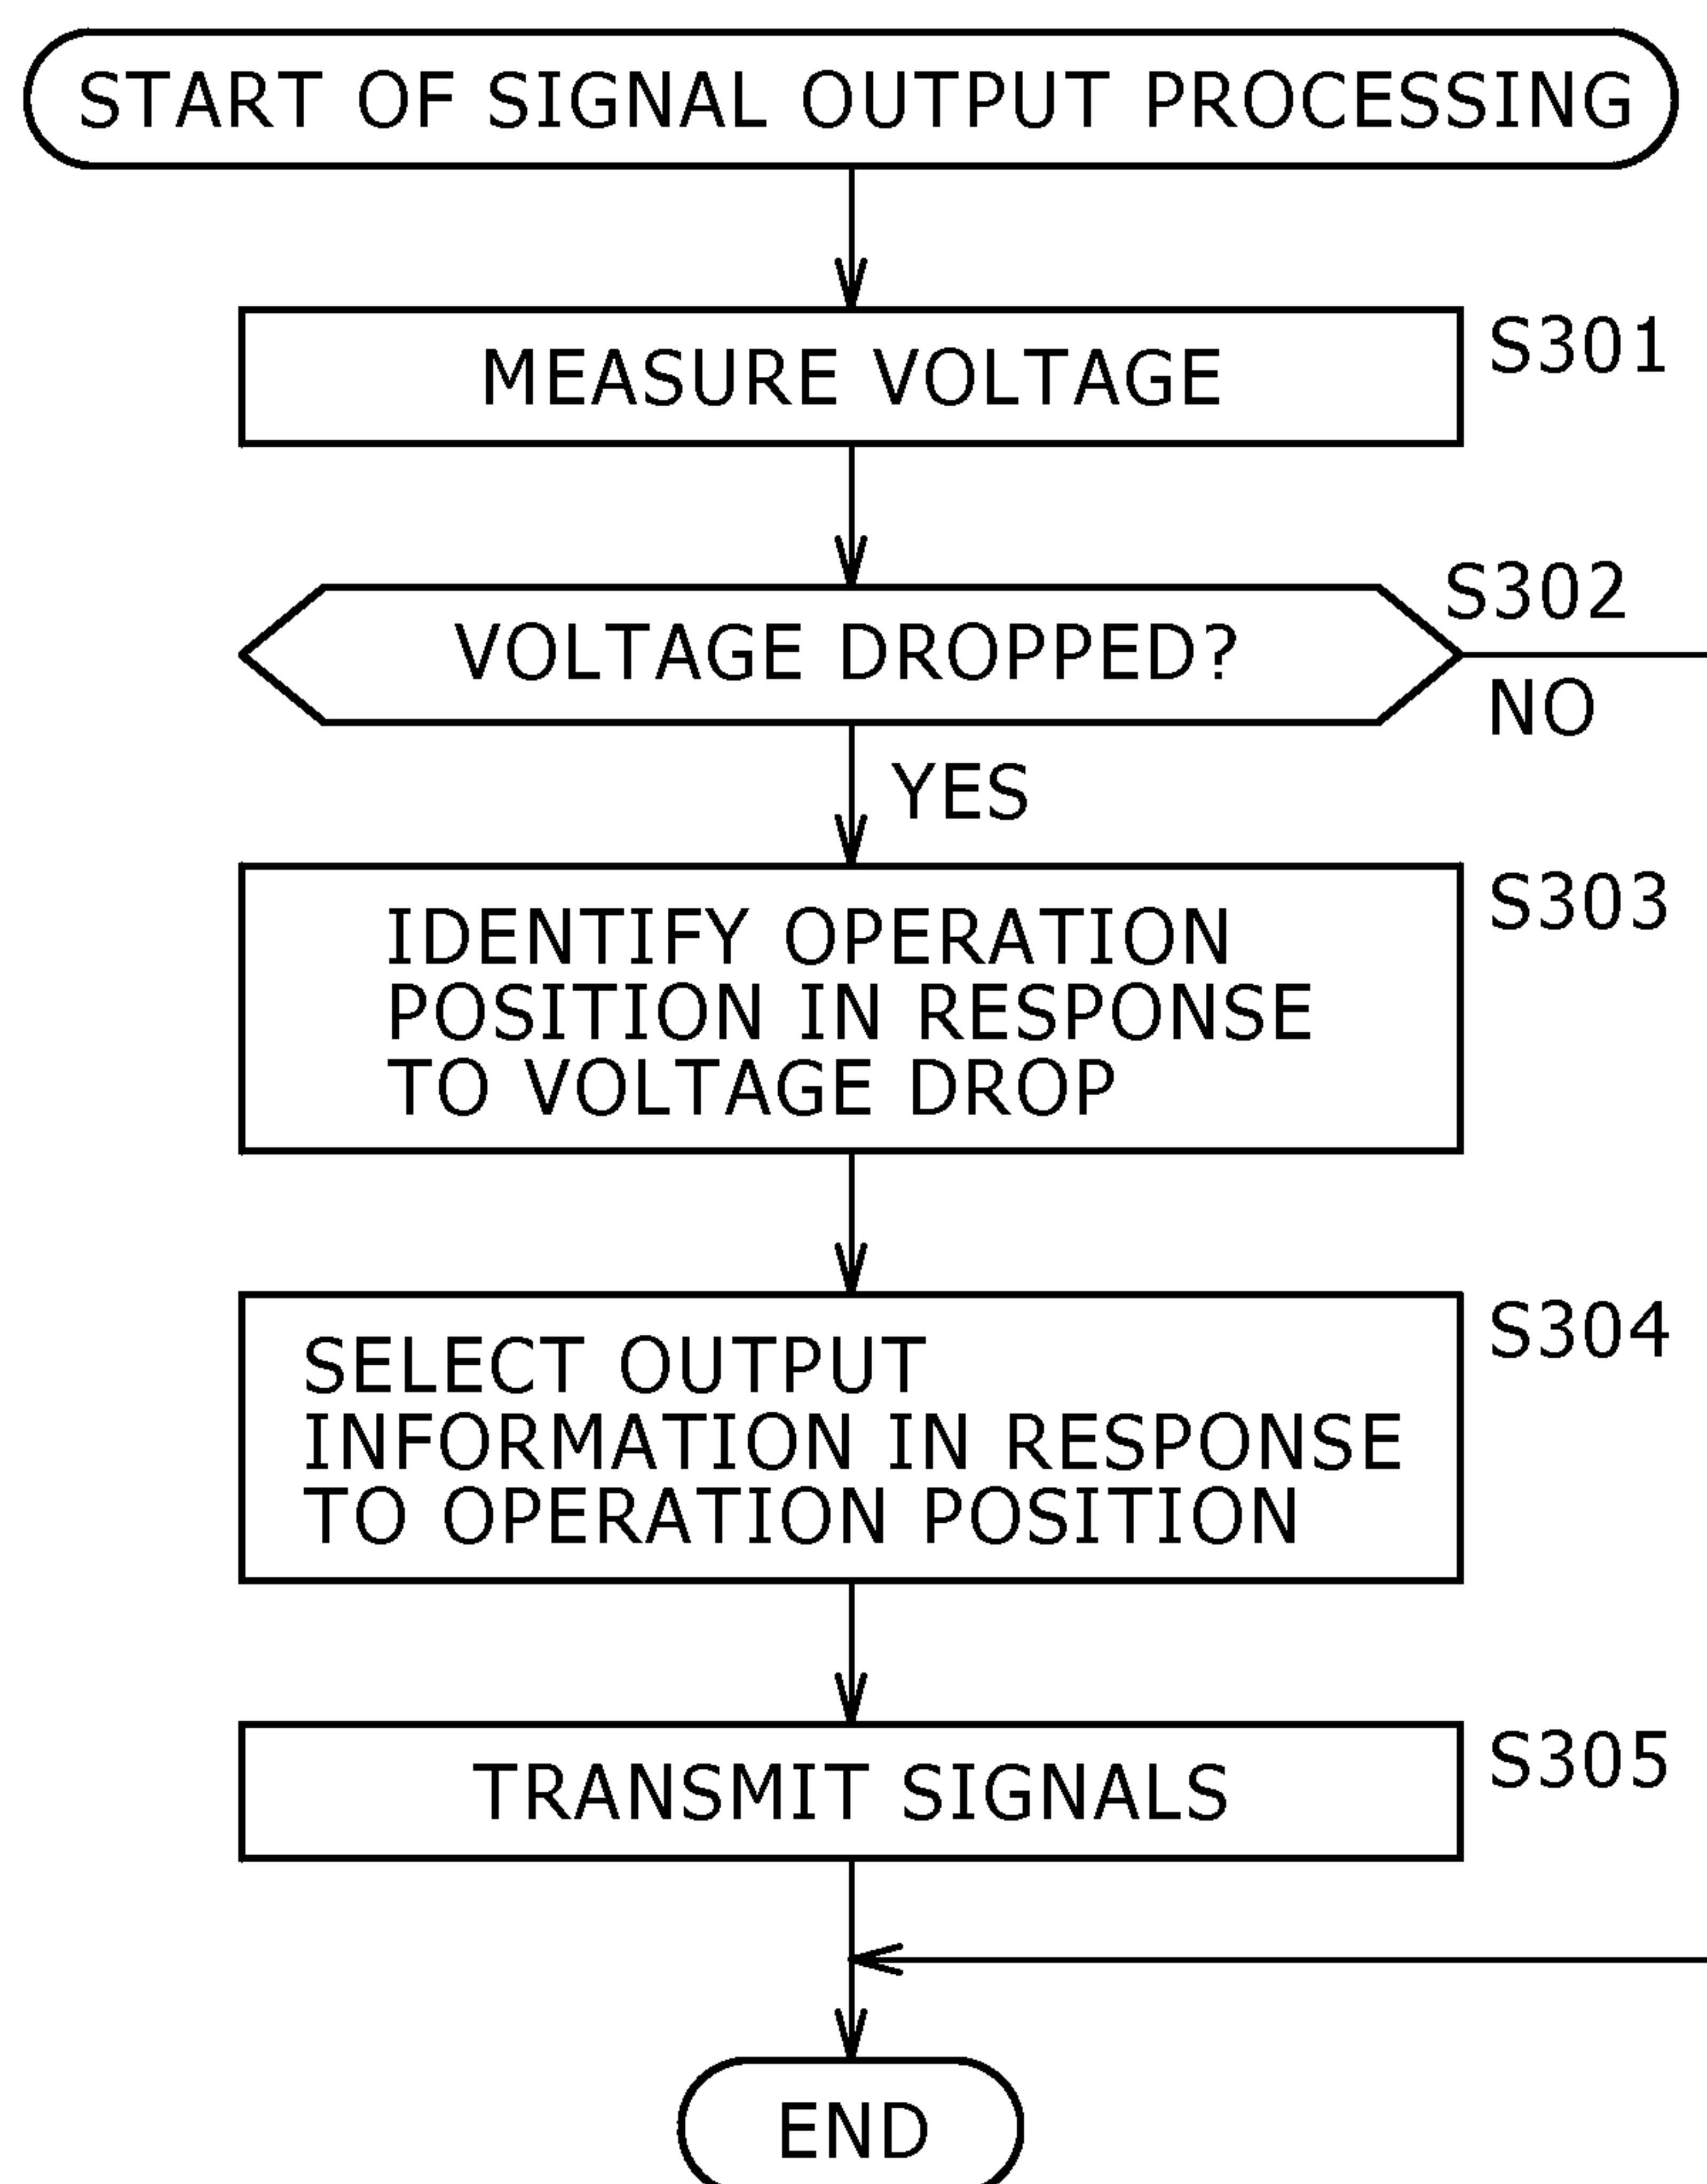 START OF SIGNAL OUTPUT PROCESSING
MEASURE VOLTAGE
S301
VOLTAGE DROPPED?
S302
NO
YES
IDENTIFY OPERATION
POSITION IN RESPONSE
TO VOLTAGE DROP
S303
SELECT OUTPUT
INFORMATION IN RESPONSE
TO OPERATION POSITION
S304
TRANSMIT SIGNALS
S305
END